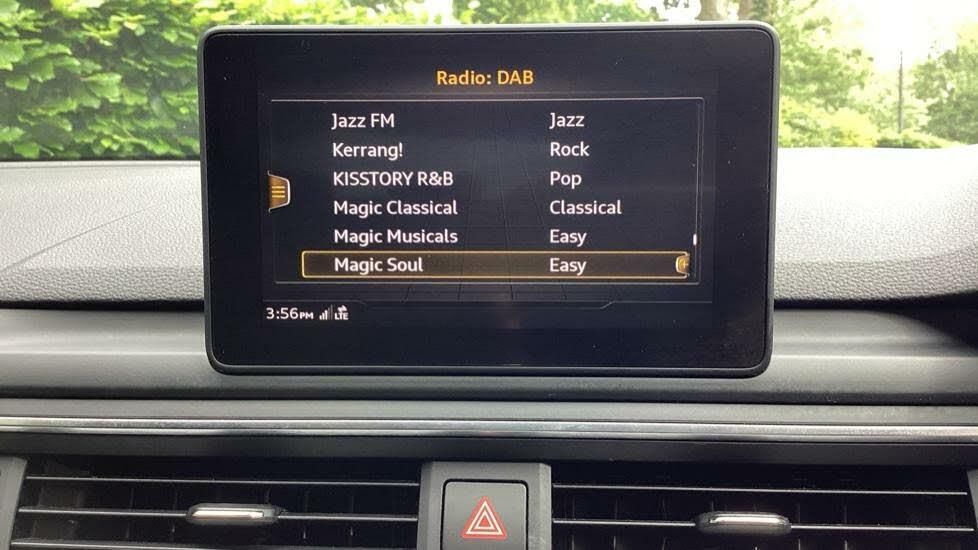 Radio: DAB
Jazz FM Jazz
Kerrang! Rock
KISSTORY R&B Pop
Magic Classical Classical
Magic Musicals Easy
Magic Soul Easy
3:56PM LTE